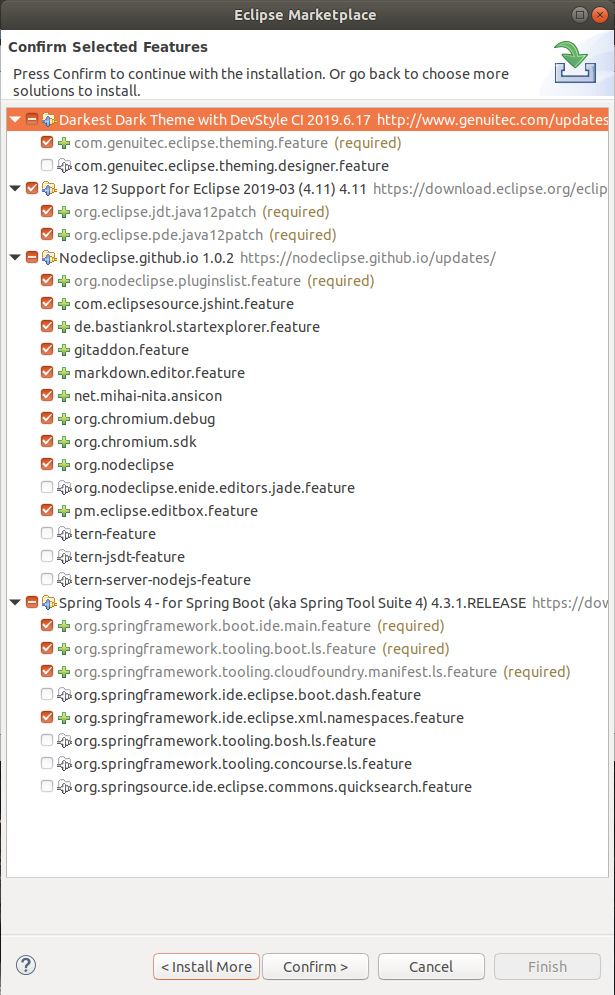 Eclipse Marketplace
Confirm Selected Features
Press Confirm to continue with the installation. Or go back to choose more
solutions to install.
Darkest Dark Theme with DevStyle CI 2019.6.17 http://www.genuitec.com/updates
com.genuitec.eclipse.theming.feature (required)
com.genuitec.eclipse.theming.designer.feature
Java 12 Support for Eclipse 2019-03 (4.11) 4.11 https://download.eclipse.org/eclip
org.eclipse.jdt.java12patch (required)
org.eclipse.pde.java12patch (required)
Nodeclipse.github.io 1.0.2 https://nodeclipse.github.io/updates/
org.nodeclipse.pluginslist.feature (required)
com.eclipsesource.jshint.feature
de.bastiankrol.startexplorer.feature
gitaddon.feature
markdown.editor.feature
net.mihai-nita.ansicon
org.chromium.debug
org.chromium.sdk
org.nodeclipse
org.nodeclipse.enide.editors.jade.feature
pm.eclipse.editbox.feature
tern-feature
tern-jsdt-feature
tern-server-nodejs-feature
Spring Tools 4 - for Spring Boot (aka Spring Tool Suite 4) 4.3.1.RELEASE https://dow
org.springframework.boot.ide.main.feature (required)
org.springframework.tooling.boot.ls.feature (required)
org.springframework.tooling.cloudfoundry.manifest.ls.feature (required)
org.springframework.ide.eclipse.boot.dash.feature
org.springframework.ide.eclipse.xml.namespaces.feature
org.springframework.tooling.bosh.ls.feature
org.springframework.tooling.concourse.ls.feature
org.springsource.ide.eclipse.commons.quicksearch.feature
? < Install More Confirm > Cancel Finish